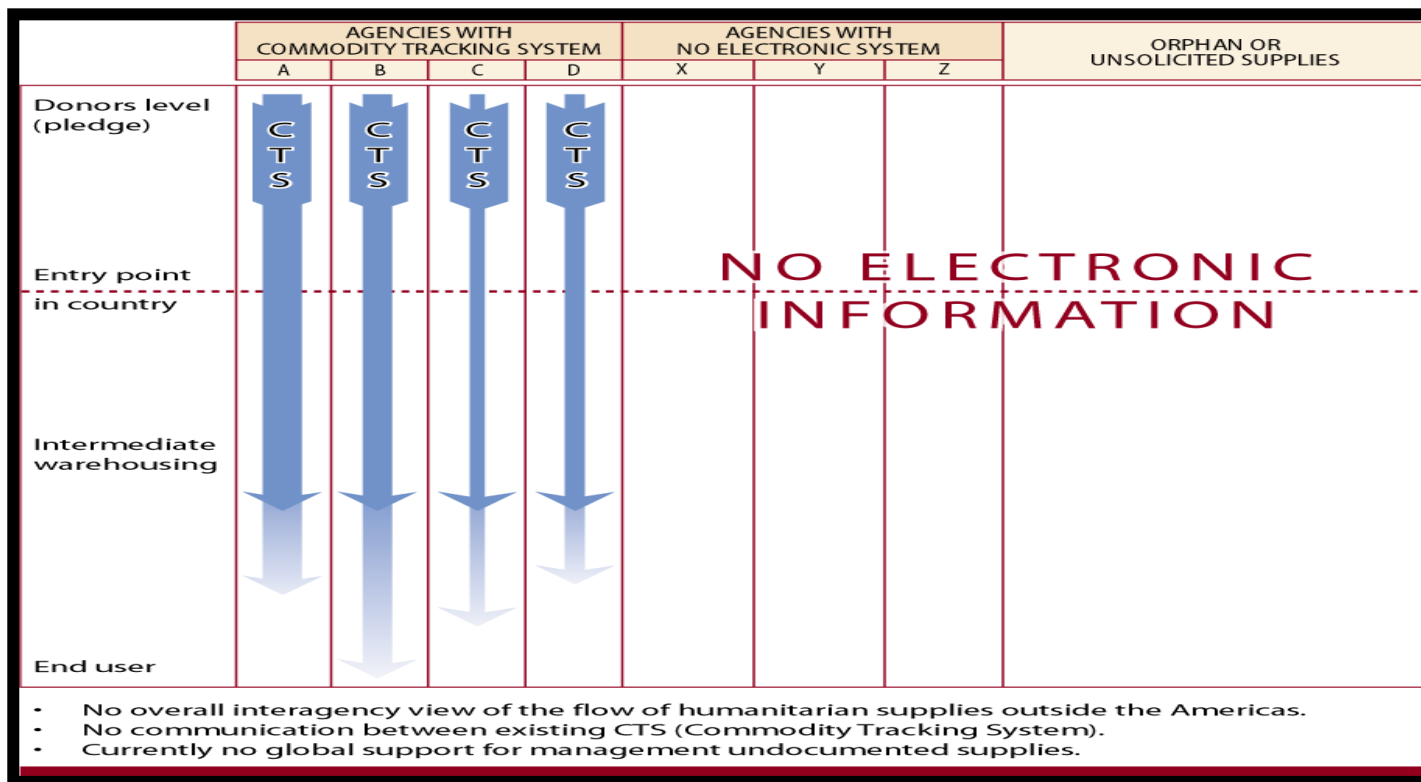 AGENCIES WITH
COMMODITY TRACKING SYSTEM
AGENCIES WITH
NO ELECTRONIC SYSTEM
ORPHAN OR
UNSOLICITED SUPPLIES
A B C D X Y Z
Donors level
(pledge)
C C C C
T T T T
S S S S
Entry point
in country
NO ELECTRONIC
INFORMATION
Intermediate
warehousing
End user
• No overall interagency view of the flow of humanitarian supplies outside the Americas.
• No communication between existing CTS (Commodity Tracking System).
• Currently no global support for management undocumented supplies.